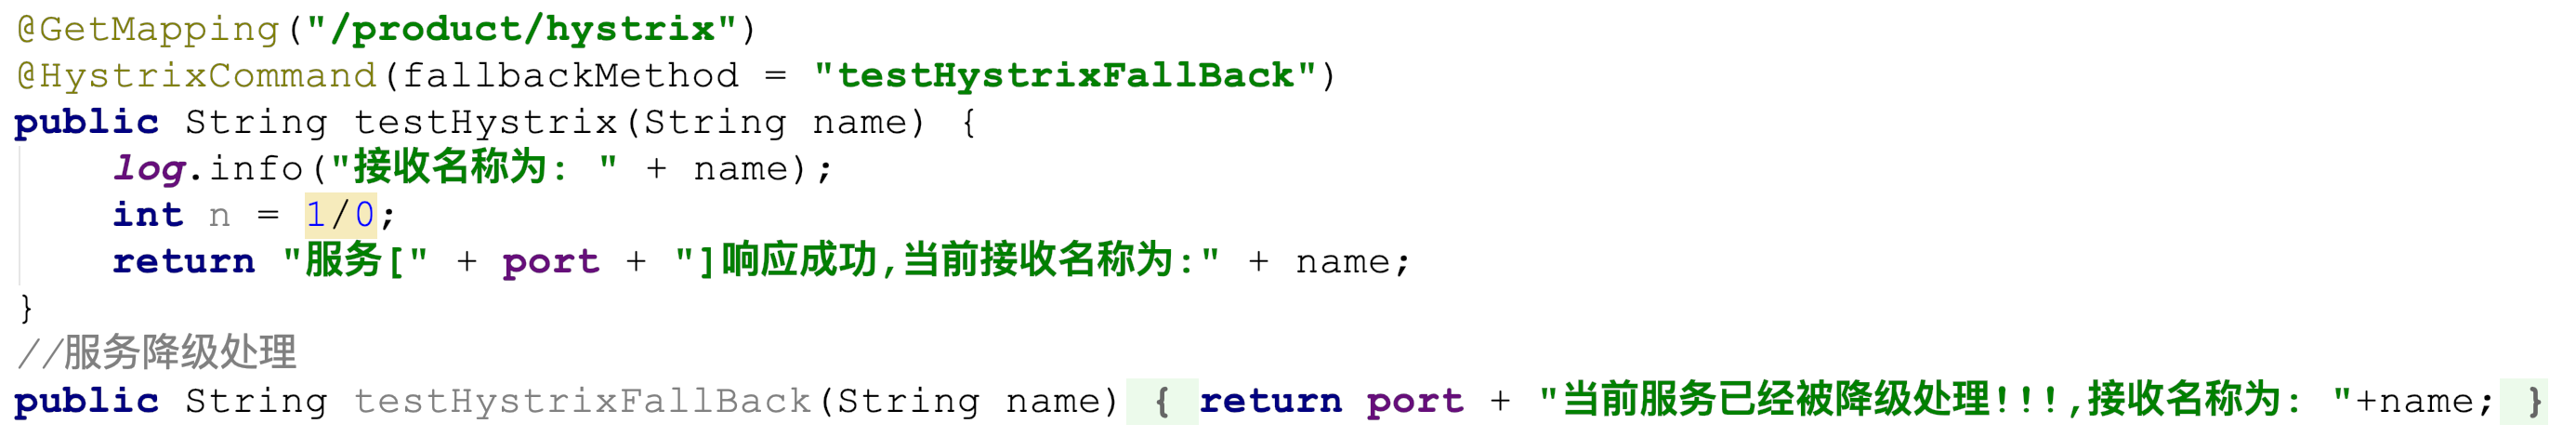 @GetMapping("/product/hystrix")
@HystrixCommand(fallbackMethod = "testHystrixFallBack")
public String testHystrix(String name) {
    log.info("接收名称为: " + name);
    int n = 1/0;
    return "服务[" + port + "]响应成功,当前接收名称为:" + name;
}
//服务降级处理
public String testHystrixFallBack(String name) { return port + "当前服务已经被降级处理!!!,接收名称为: "+name; }